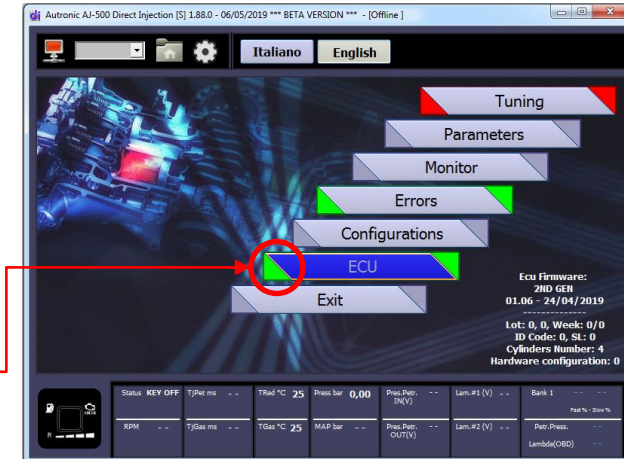 Autronic AJ-500 Direct Injection [S] 1.88.0 - 06/05/2019 *** BETA VERSION *** - [Offline ]
Italiano English
Tuning
Parameters
Monitor
Errors
Configurations
ECU
Exit
Ecu Firmware:
2ND GEN
01.06 - 24/04/2019
--------------
Lot: 0, 0, Week: 0/0
ID Code: 0, SL: 0
Cylinders Number: 4
Hardware configuration: 0
Status KEY OFF TjPet ms -- TRed °C 25 Press bar 0,00 Pres.Petr. IN(V) -- Lam.#1 (V) -- Bank 1 -- --
Fast % - Slow %
RPM -- TjGas ms -- TGas °C 25 MAP bar -- Pres.Petr. OUT(V) -- Lam.#2 (V) -- Petr.Press. --
Lambda(OBD) --
R